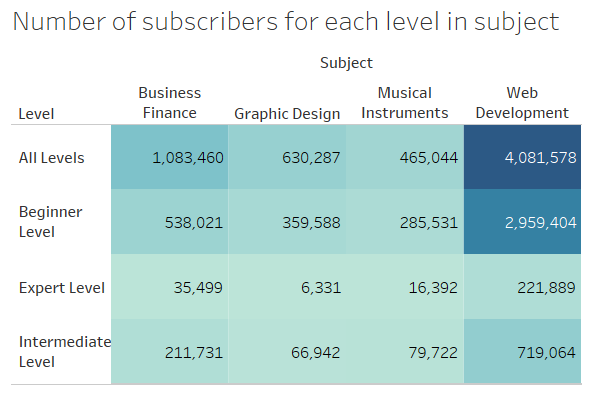 Number of subscribers for each level in subject
Subject
Level
Business
Finance
Graphic Design
Musical
Instruments
Web
Development
All Levels 1,083,460 630,287 465,044 4,081,578
Beginner
Level 538,021 359,588 285,531 2,959,404
Expert Level 35,499 6,331 16,392 221,889
Intermediate
Level 211,731 66,942 79,722 719,064